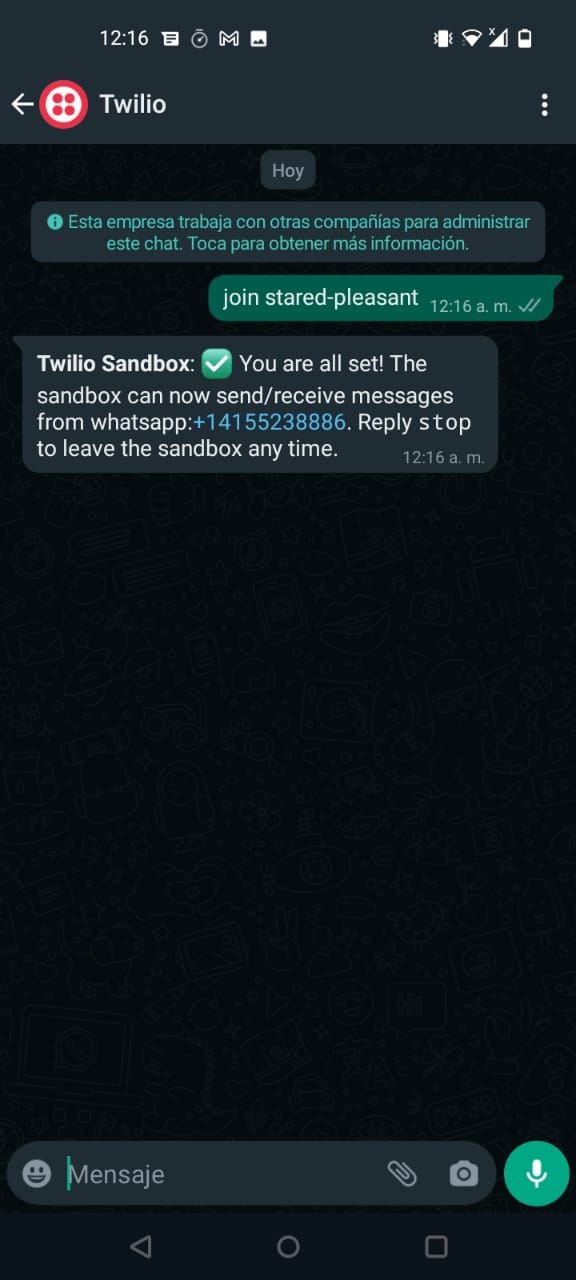 12:16
Twilio
Hoy
Esta empresa trabaja con otras compañías para administrar
este chat. Toca para obtener más información.
join stared-pleasant 12:16 a. m.
Twilio Sandbox: ✅ You are all set! The
sandbox can now send/receive messages
from whatsapp:+14155238886. Reply stop
to leave the sandbox any time. 12:16 a. m.
Mensaje